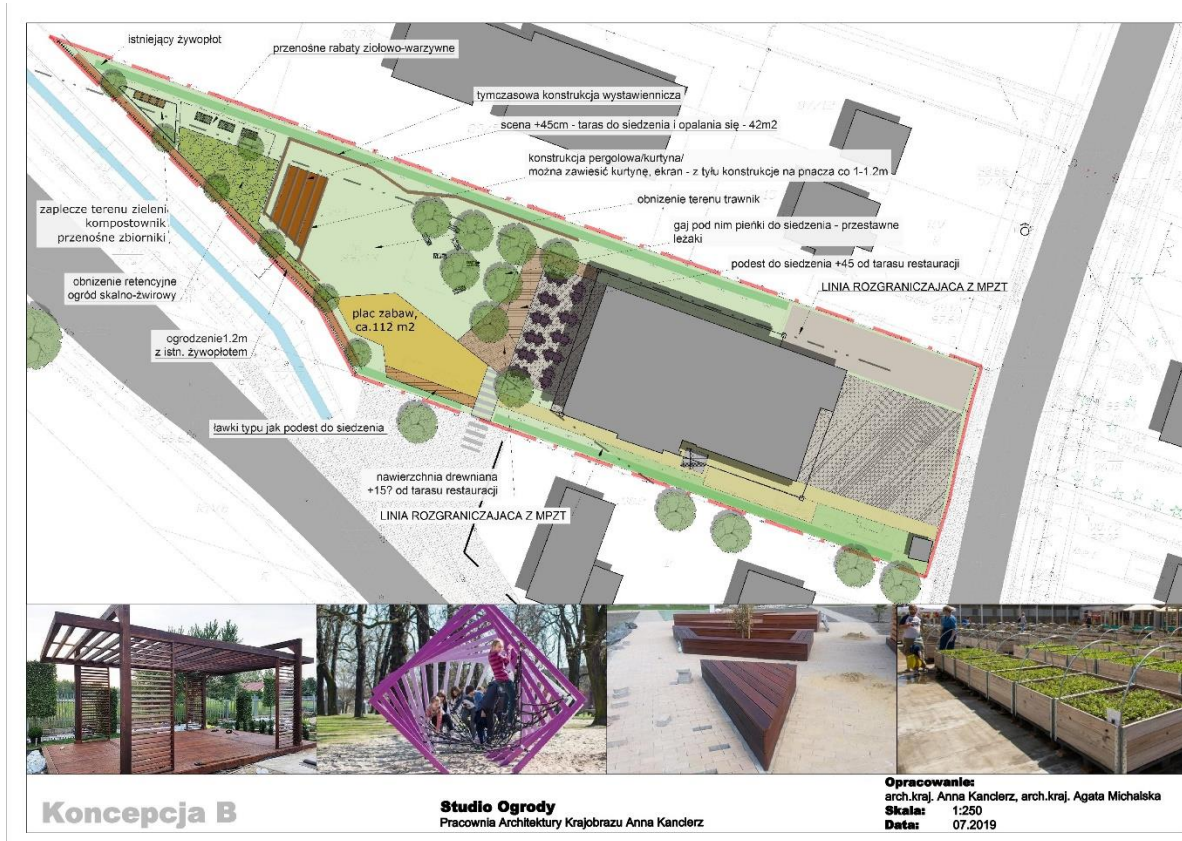 istniejący żywopłot
przenośne rabaty ziołowo-warzywne
tymczasowa konstrukcja wystawiennicza
scena +45cm - taras do siedzenia i opalania się - 42m2
konstrukcja pergolowa/kurtyna/
można zawiesić kurtynę, ekran - z tyłu konstrukcje na pnacza co 1-1.2m
obnizenie terenu trawnik
gaj pod nim pieńki do siedzenia - przestawne
leżaki
podest do siedzenia +45 od tarasu restauracji
LINIA ROZGRANICZAJACA Z MPZT
zaplecze terenu zieleni
kompostownik
przenośne zbiorniki
obnizenie retencyjne
ogród skalno-żwirowy
plac zabaw,
ca.112 m2
ogrodzenie1.2m
z istn. żywopłotem
ławki typu jak podest do siedzenia
nawierzchnia drewniana
+15? od tarasu restauracji
LINIA ROZGRANICZAJACA Z MPZT
Koncepcja B
Studio Ogrody
Pracownia Architektury Krajobrazu Anna Kanclerz
Opracowanie:
arch.kraj. Anna Kanclerz, arch.kraj. Agata Michalska
Skala: 1:250
Data: 07.2019